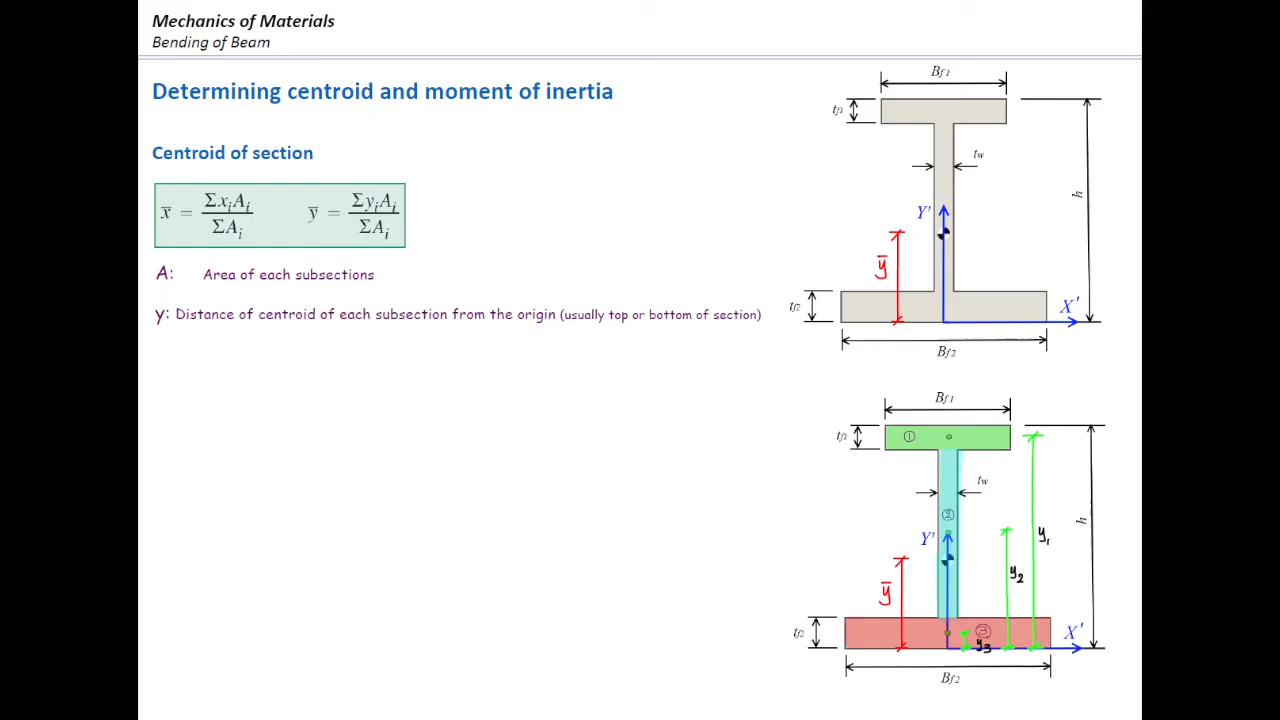 Mechanics of Materials
Bending of Beam
Determining centroid and moment of inertia
Centroid of section
x̄ = Σx_iA_i / ΣA_i ȳ = Σy_iA_i / ΣA_i
A: Area of each subsections
y: Distance of centroid of each subsection from the origin (usually top or bottom of section)
Bf1
tf1
tw
h
Y'
ȳ
X'
tf2
Bf2
Bf1
tf1
①
tw
②
h
Y'
y1
y2
ȳ
tf2
③
X'
y3
Bf2